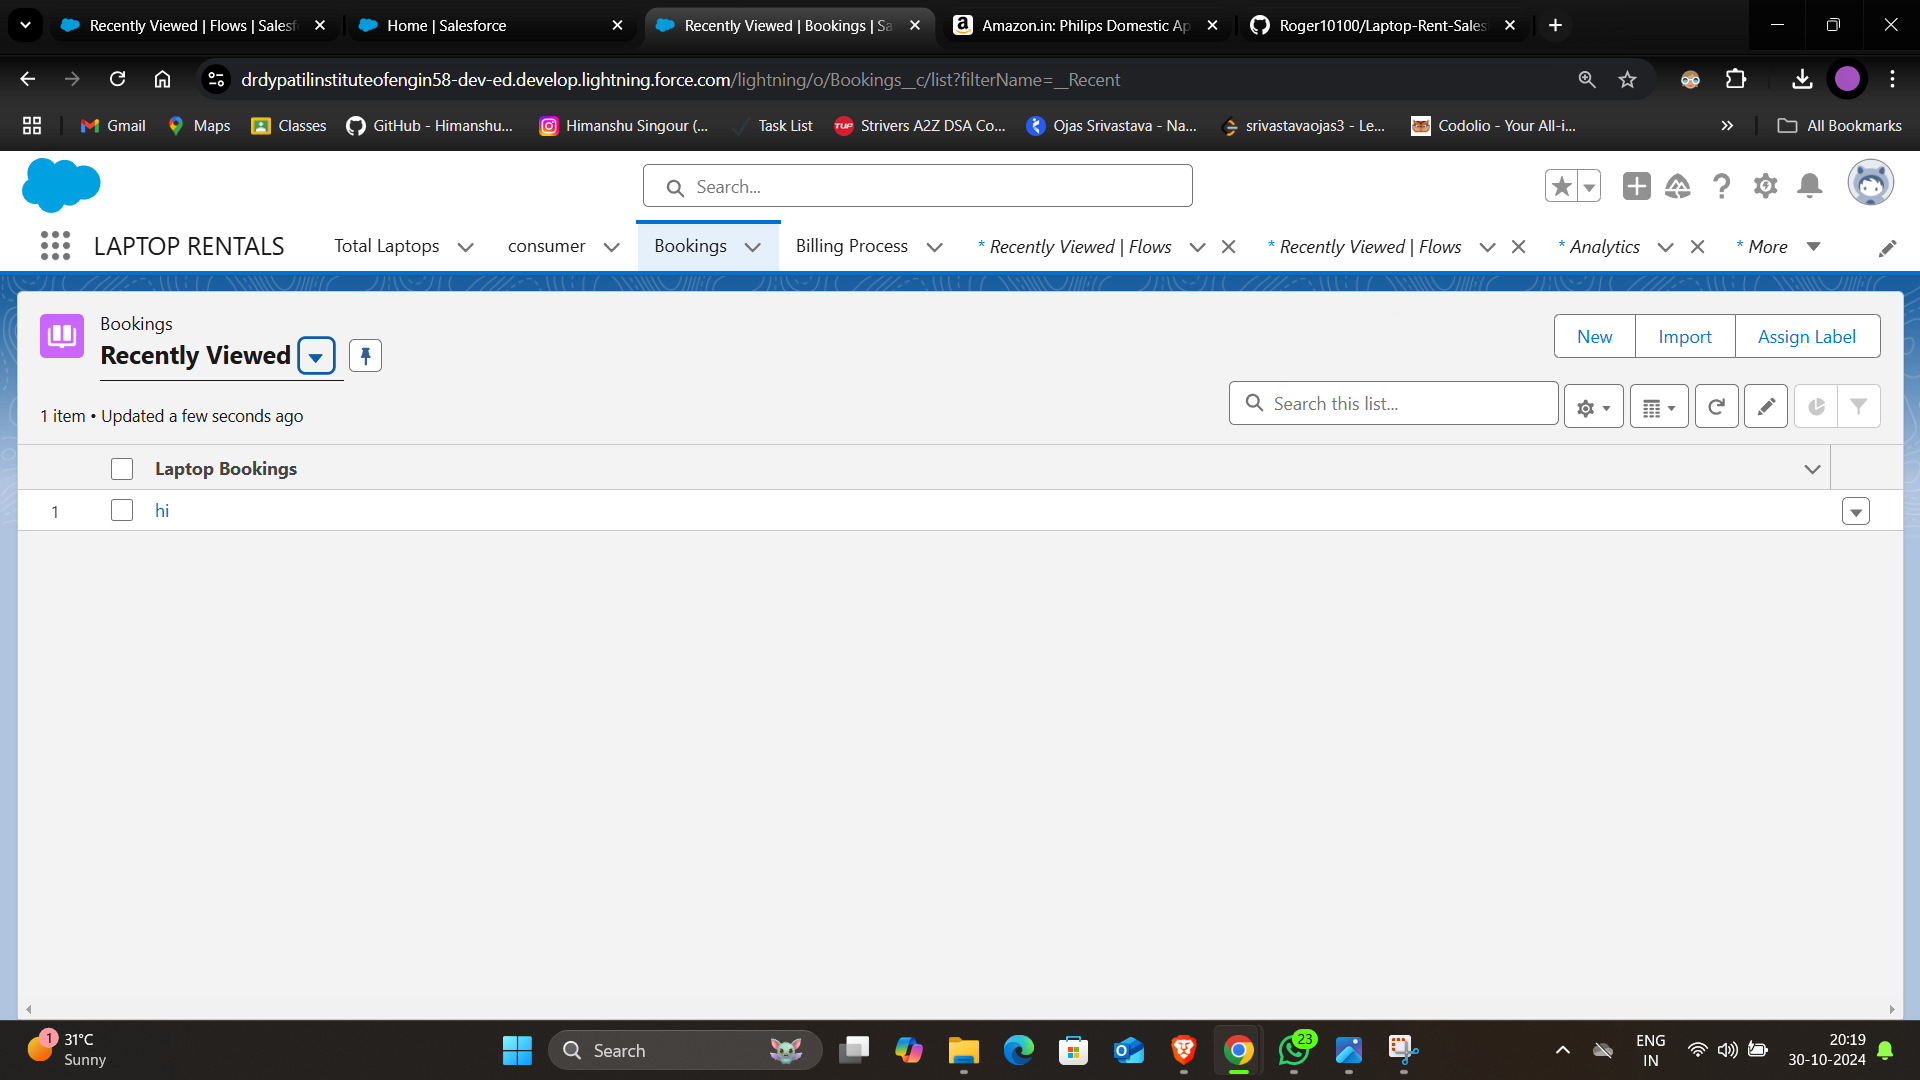 Recently Viewed | Flows | Salesf
Home | Salesforce
Recently Viewed | Bookings | Sa
Amazon.in: Philips Domestic Ap
Roger10100/Laptop-Rent-Sales
drdypatilinstituteofengin58-dev-ed.develop.lightning.force.com/lightning/o/Bookings__c/list?filterName=__Recent
Gmail
Maps
Classes
GitHub - Himanshu...
Himanshu Singour (...
Task List
TUF
Strivers A2Z DSA Co...
Ojas Srivastava - Na...
srivastavaojas3 - Le...
Codolio - Your All-i...
All Bookmarks
Search...
LAPTOP RENTALS
Total Laptops
consumer
Bookings
Billing Process
* Recently Viewed | Flows
* Recently Viewed | Flows
* Analytics
* More
Bookings
Recently Viewed
New
Import
Assign Label
1 item • Updated a few seconds ago
Search this list...
Laptop Bookings
1
hi
1
31°C
Sunny
Search
23
ENG
IN
20:19
30-10-2024